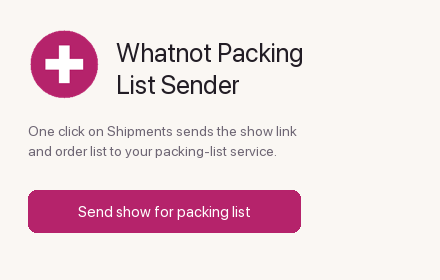 Whatnot Packing
List Sender
One click on Shipments sends the show link
and order list to your packing-list service.
Send show for packing list